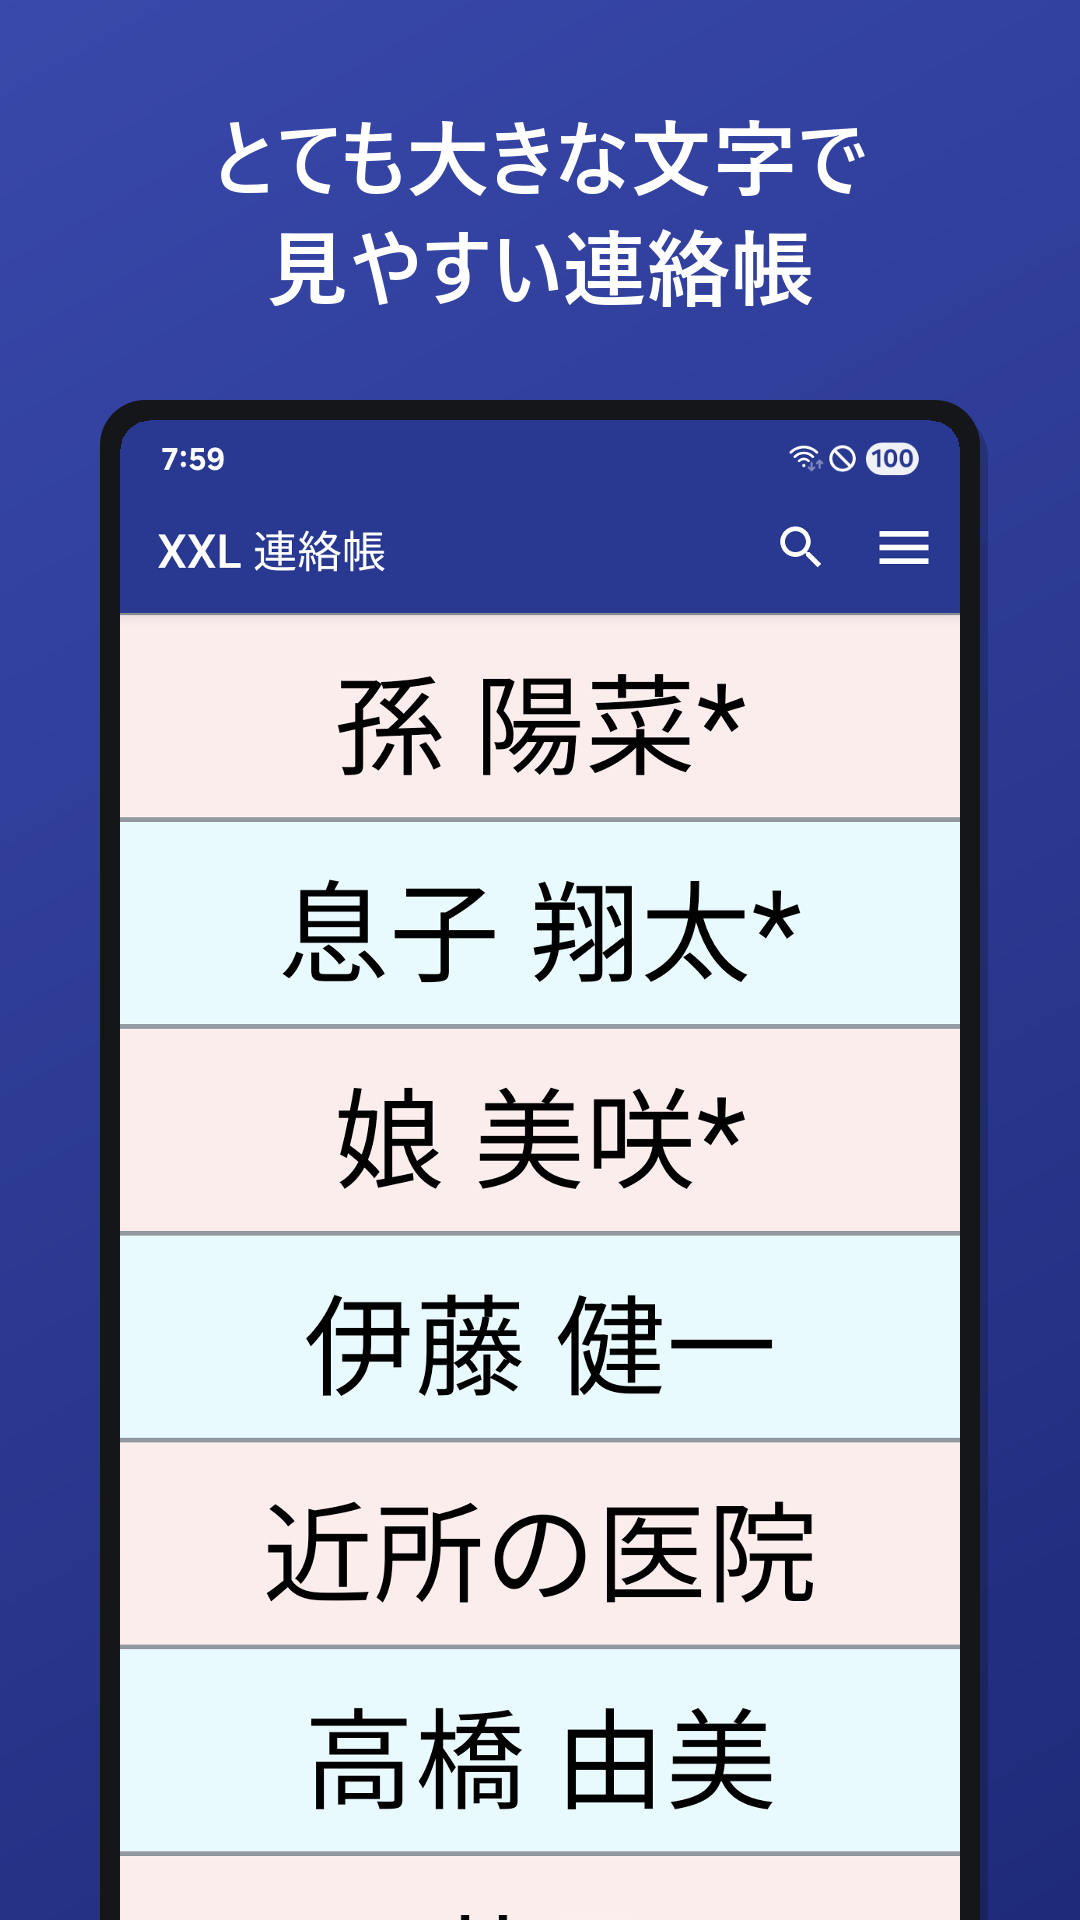 とても大きな文字で
見やすい連絡帳
7:59
100
XXL 連絡帳
孫 陽菜*
息子 翔太*
娘 美咲*
伊藤 健一
近所の医院
高橋 由美